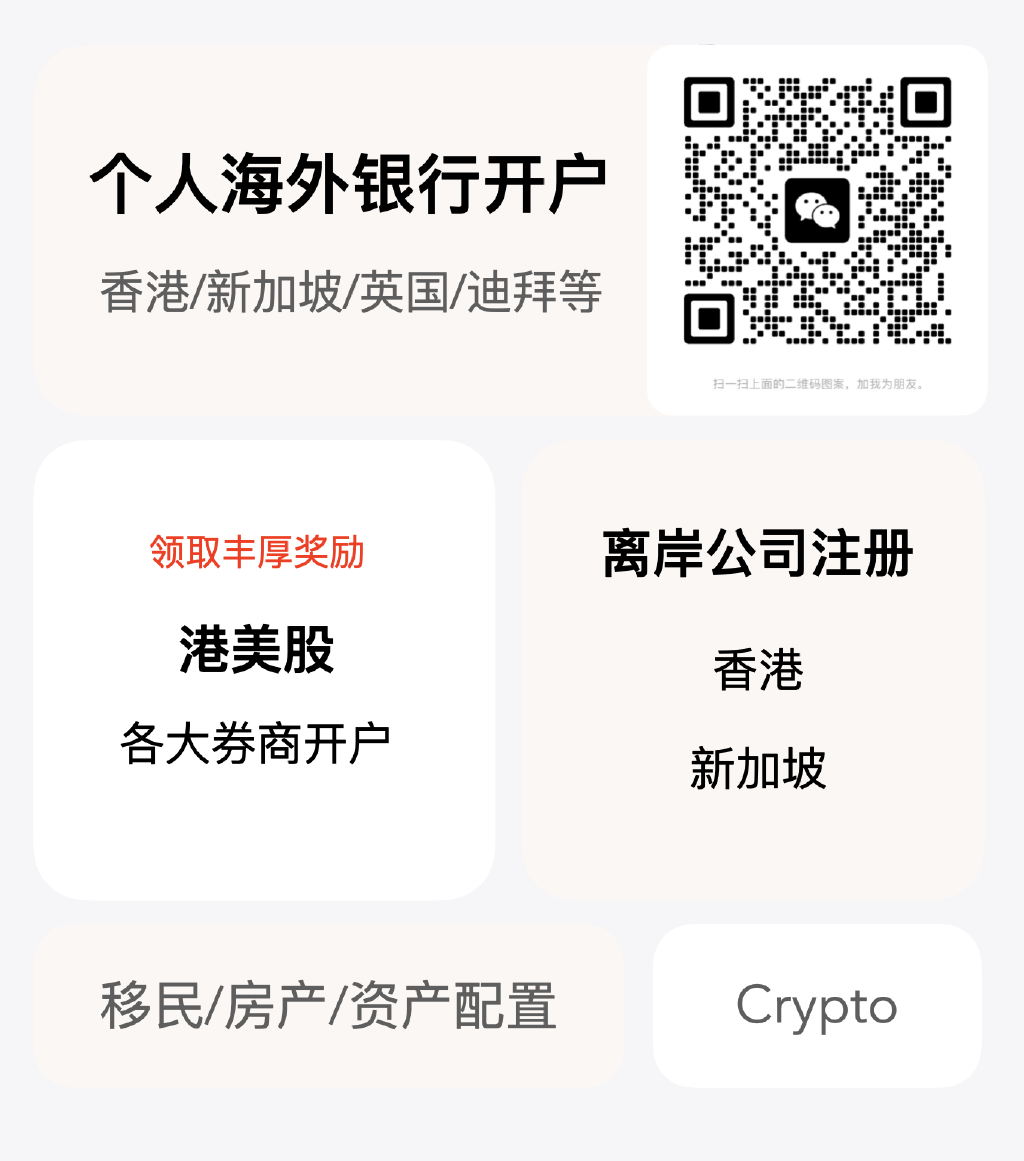 个人海外银行开户
香港/新加坡/英国/迪拜等
扫一扫上面的二维码图案，加我为朋友。
领取丰厚奖励
港美股
各大券商开户
离岸公司注册
香港
新加坡
移民/房产/资产配置
Crypto